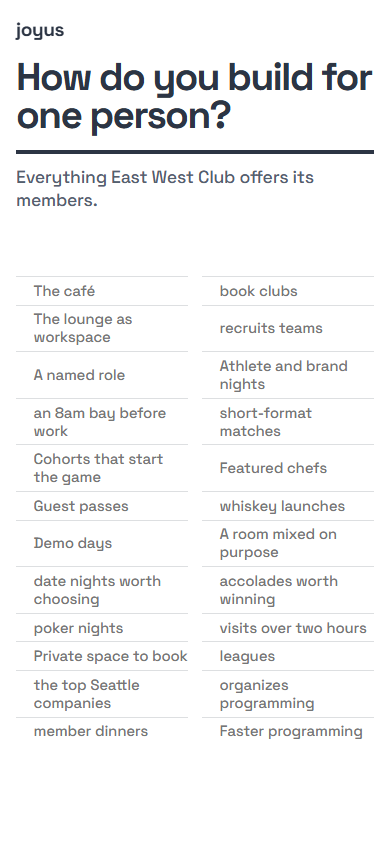 joyus
How do you build for
one person?
Everything East West Club offers its
members.
The café
book clubs
The lounge as
workspace
recruits teams
A named role
Athlete and brand
nights
an 8am bay before
work
short-format
matches
Cohorts that start
the game
Featured chefs
Guest passes
whiskey launches
Demo days
A room mixed on
purpose
date nights worth
choosing
accolades worth
winning
poker nights
visits over two hours
Private space to book
leagues
the top Seattle
companies
organizes
programming
member dinners
Faster programming